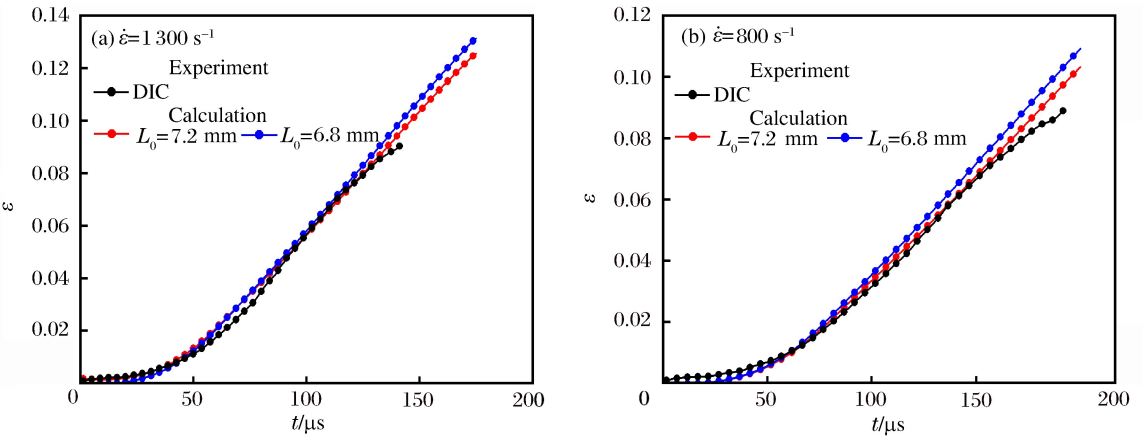 (a) ε̇=1 300 s⁻¹
Experiment
DIC
Calculation
L₀=7.2 mm L₀=6.8 mm
0.14
0.12
0.10
0.08
0.06
0.04
0.02
ε
0 50 100 150 200
t/μs
(b) ε̇=800 s⁻¹
Experiment
DIC
Calculation
L₀=7.2 mm L₀=6.8 mm
0.12
0.10
0.08
0.06
0.04
0.02
ε
0 50 100 150 200
t/μs